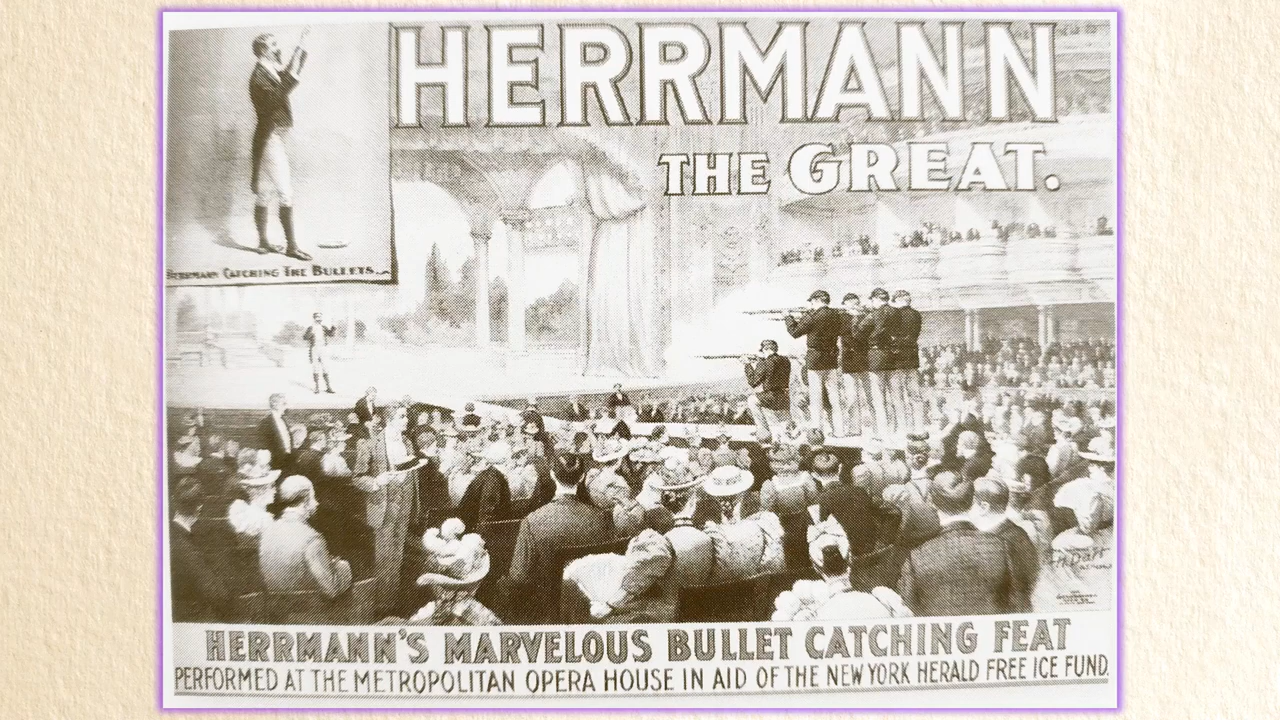 HERRMANN
THE GREAT.
HERRMANN CATCHING THE BULLETS
HERRMANN'S MARVELOUS BULLET CATCHING FEAT
PERFORMED AT THE METROPOLITAN OPERA HOUSE IN AID OF THE NEW YORK HERALD FREE ICE FUND.